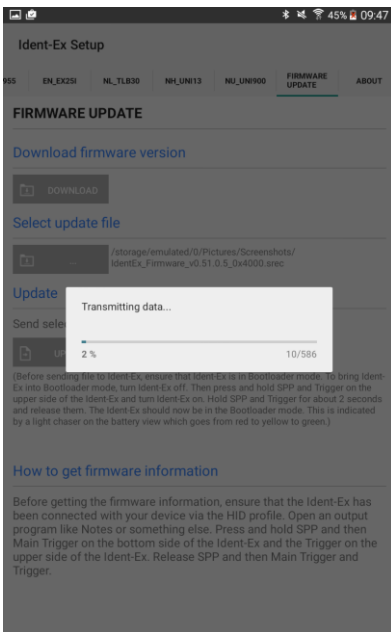 45% 09:47
Ident-Ex Setup
955 EN_EX25I NL_TLB30 NH_UNI13 NU_UNI900 FIRMWARE UPDATE ABOUT
FIRMWARE UPDATE
Download firmware version
DOWNLOAD
Select update file
...
/storage/emulated/0/Pictures/Screenshots/
IdentEx_Firmware_v0.51.0.5_0x4000.srec
Update
Send sele
UP
Transmitting data...
2 % 10/586
(Before sending file to Ident-Ex, ensure that Ident-Ex is in Bootloader mode. To bring Ident-
Ex into Bootloader mode, turn Ident-Ex off. Then press and hold SPP and Trigger on the
upper side of the Ident-Ex and turn Ident-Ex on. Hold SPP and Trigger for about 2 seconds
and release them. The Ident-Ex should now be in the Bootloader mode. This is indicated
by a light chaser on the battery view which goes from red to yellow to green.)
How to get firmware information
Before getting the firmware information, ensure that the Ident-Ex has
been connected with your device via the HID profile. Open an output
program like Notes or something else. Press and hold SPP and then
Main Trigger on the bottom side of the Ident-Ex and the Trigger on the
upper side of the Ident-Ex. Release SPP and then Main Trigger and
Trigger.